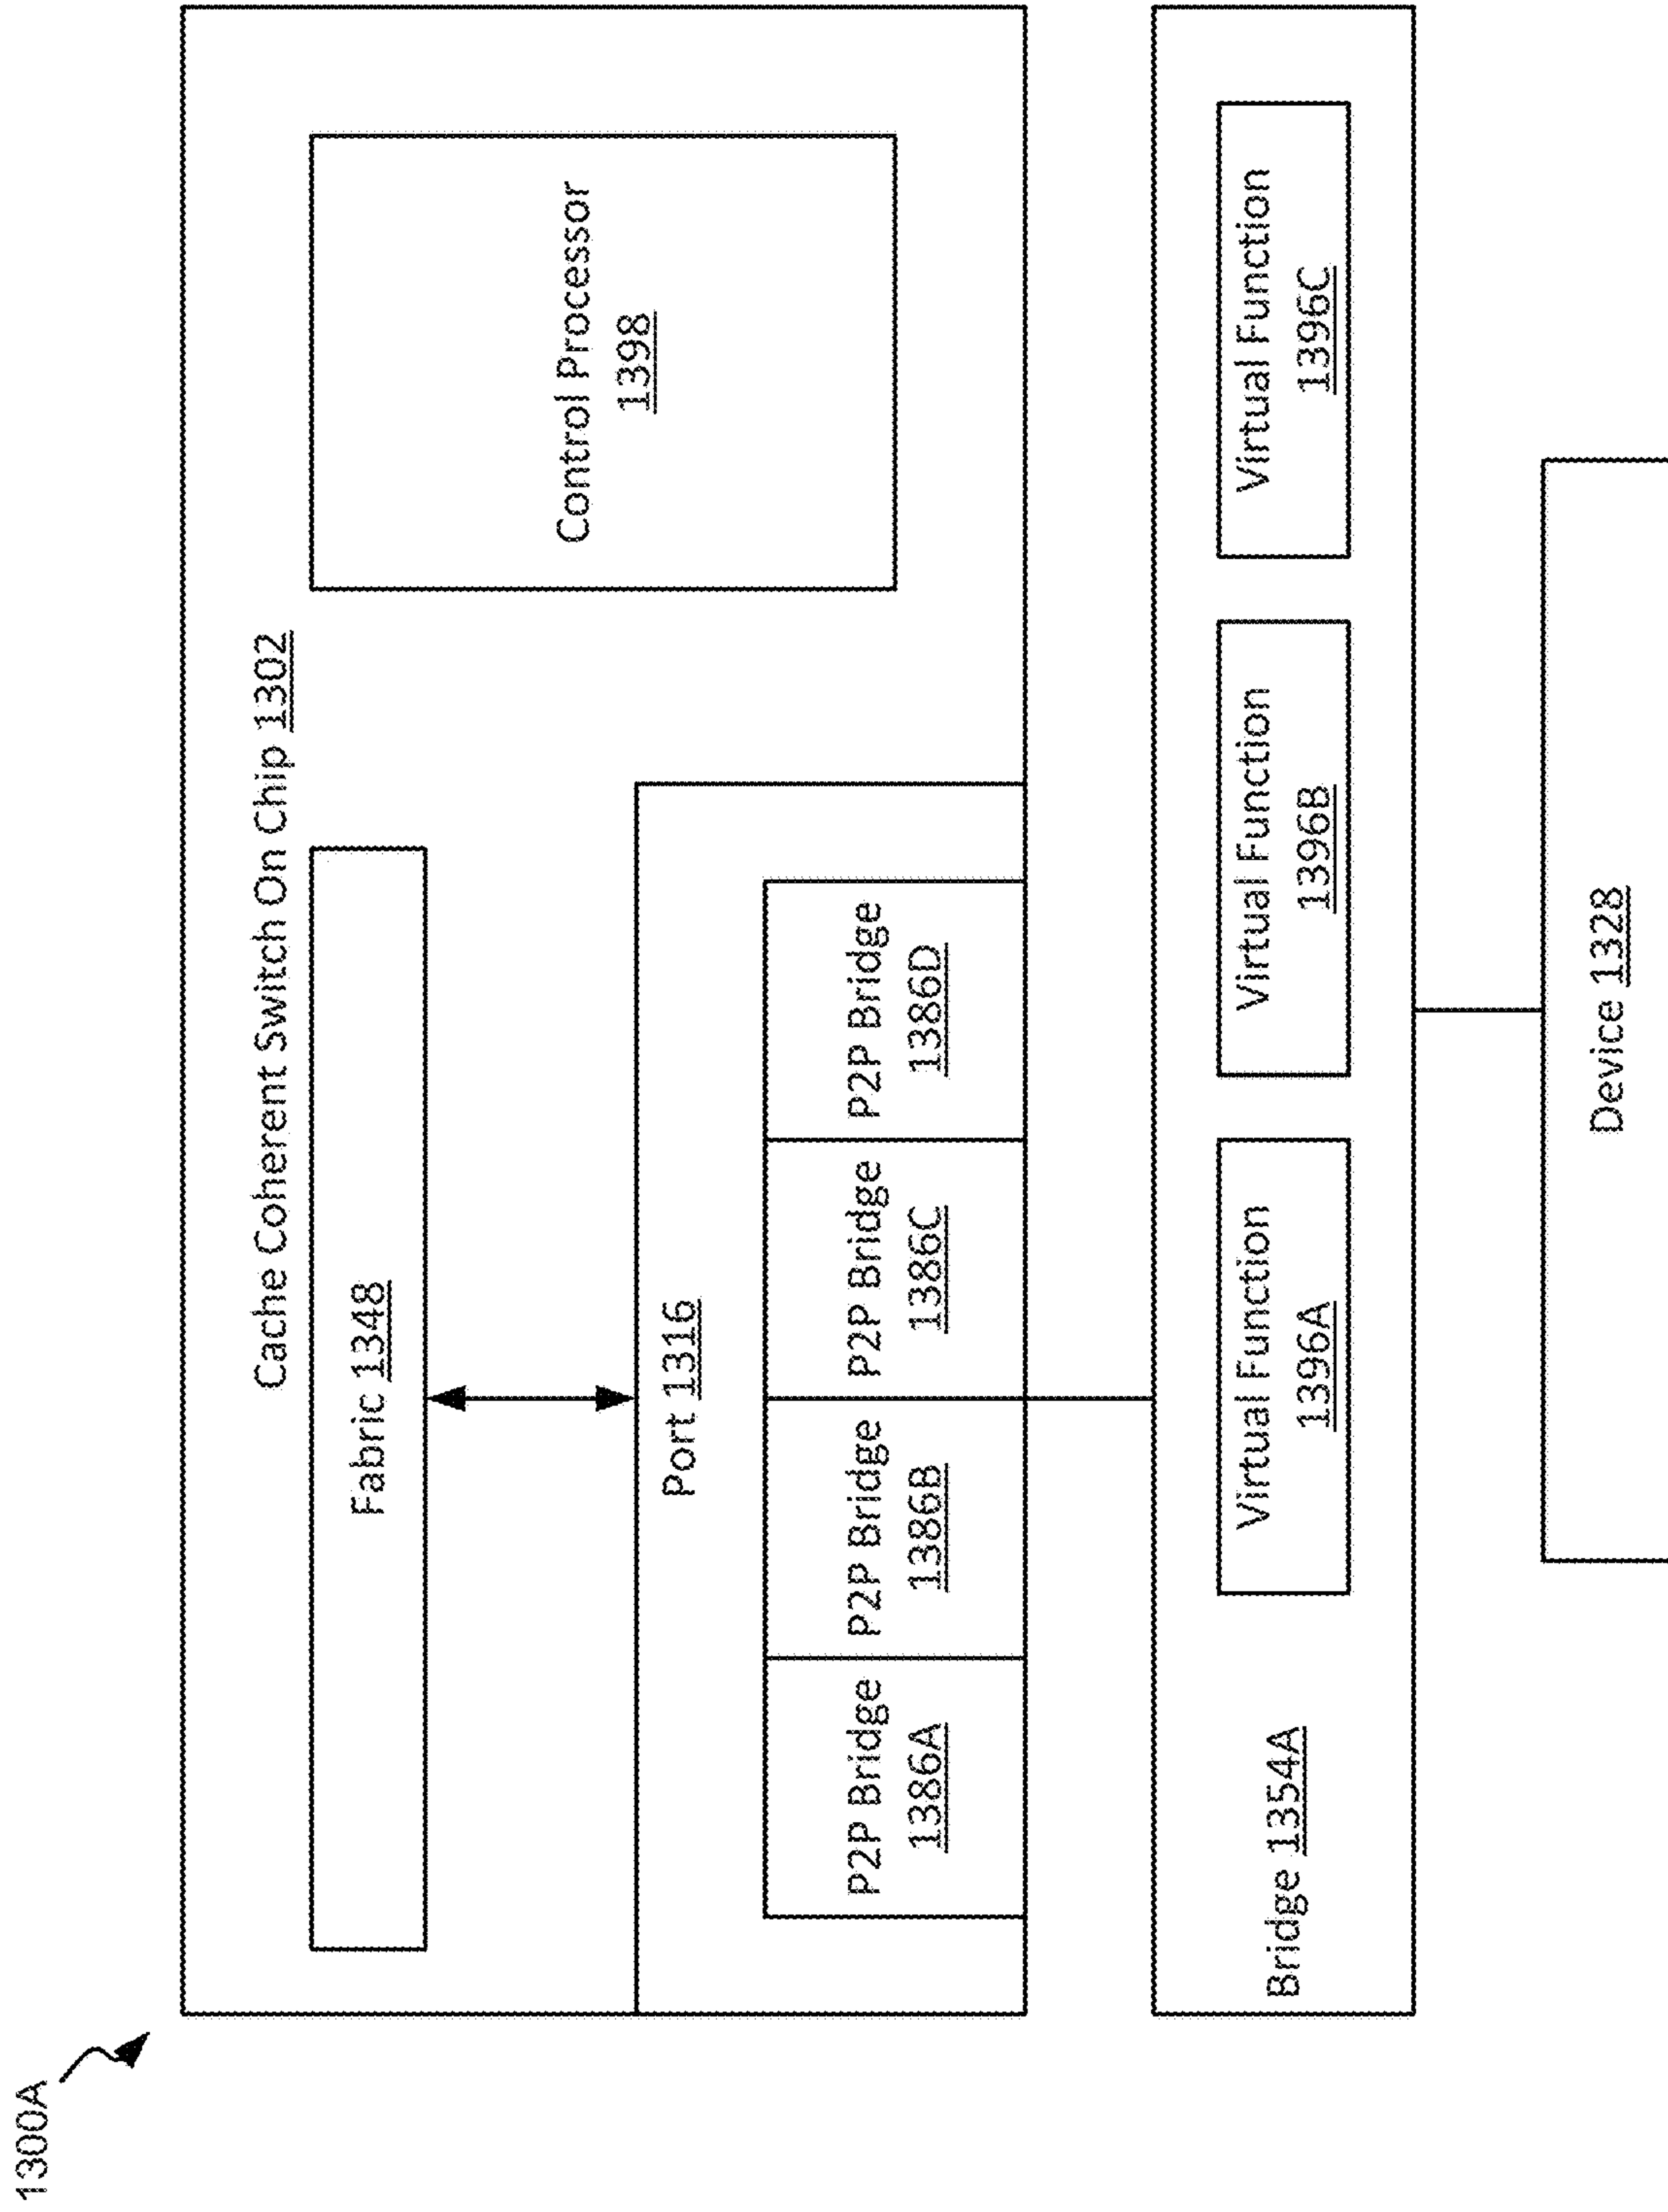 1300A
Cache Coherent Switch On Chip 1302
Fabric 1348
Control Processor
1398
Port 1316
P2P Bridge
1386A
P2P Bridge
1386B
P2P Bridge
1386C
P2P Bridge
1386D
Bridge 1354A
Virtual Function
1396A
Virtual Function
1396B
Virtual Function
1396C
Device 1328